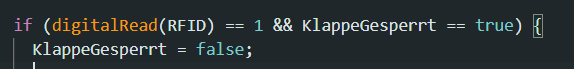 if (digitalRead(RFID) == 1 && KlappeGesperrt == true) {
KlappeGesperrt = false;